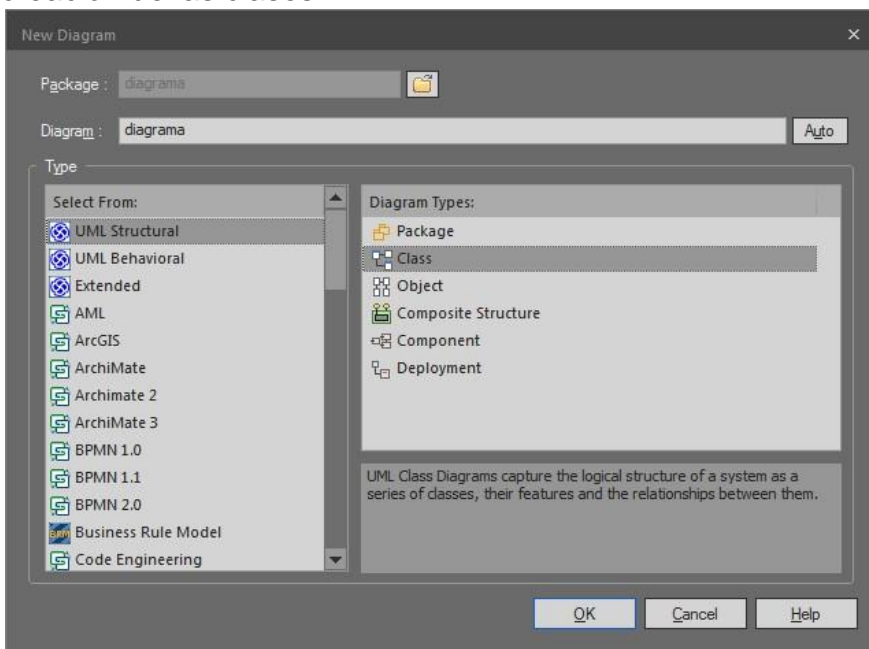 New Diagram
Package :
diagrama
Diagram :
diagrama
Auto
Type
Select From:
UML Structural
UML Behavioral
Extended
AML
ArcGIS
ArchiMate
Archimate 2
ArchiMate 3
BPMN 1.0
BPMN 1.1
BPMN 2.0
Business Rule Model
Code Engineering
Diagram Types:
Package
Class
Object
Composite Structure
Component
Deployment
UML Class Diagrams capture the logical structure of a system as a
series of classes, their features and the relationships between them.
OK
Cancel
Help